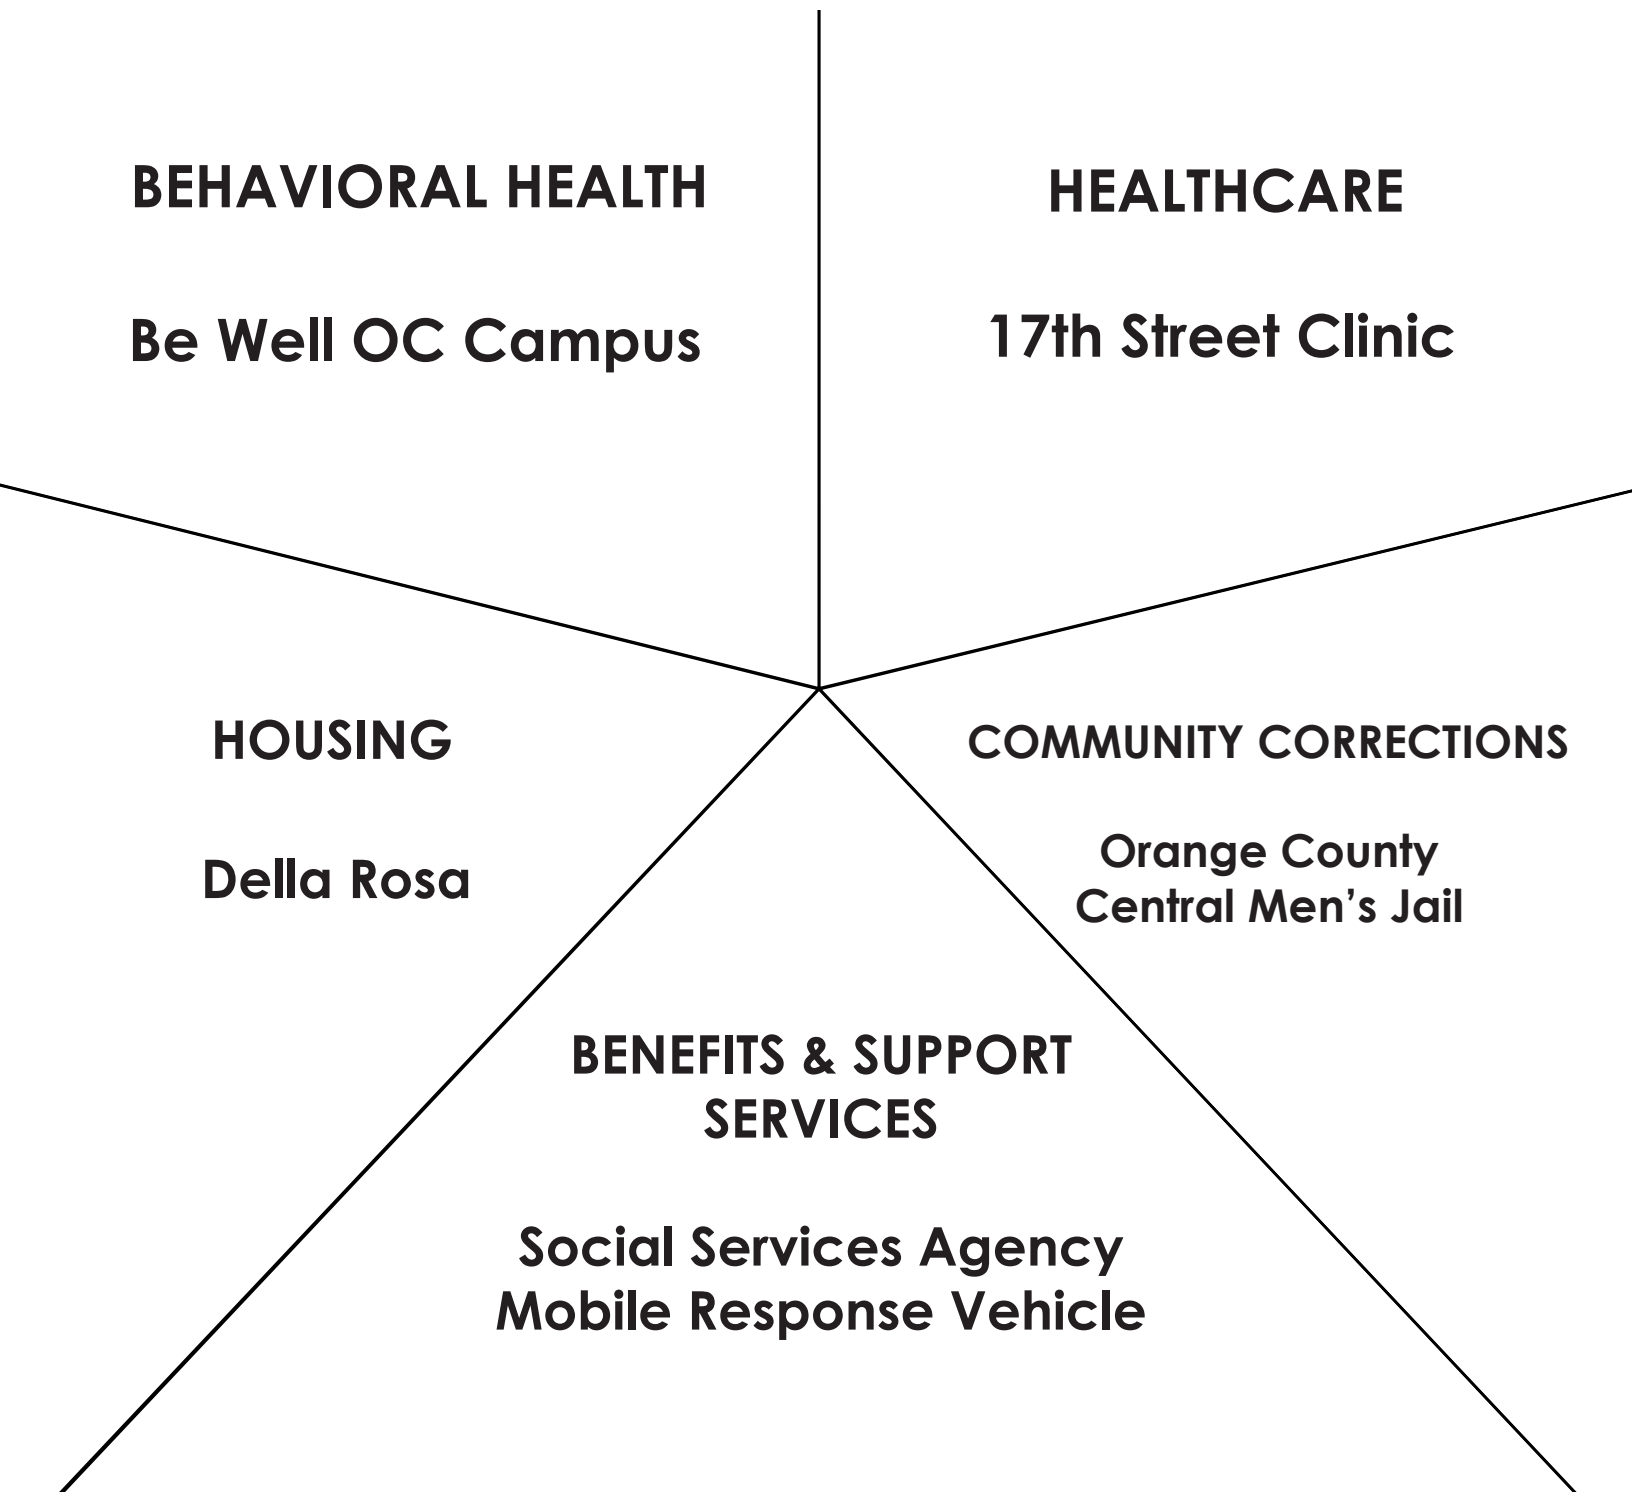 BEHAVIORAL HEALTH
Be Well OC Campus
HEALTHCARE
17th Street Clinic
HOUSING
Della Rosa
COMMUNITY CORRECTIONS
Orange County
Central Men’s Jail
BENEFITS & SUPPORT
SERVICES
Social Services Agency
Mobile Response Vehicle